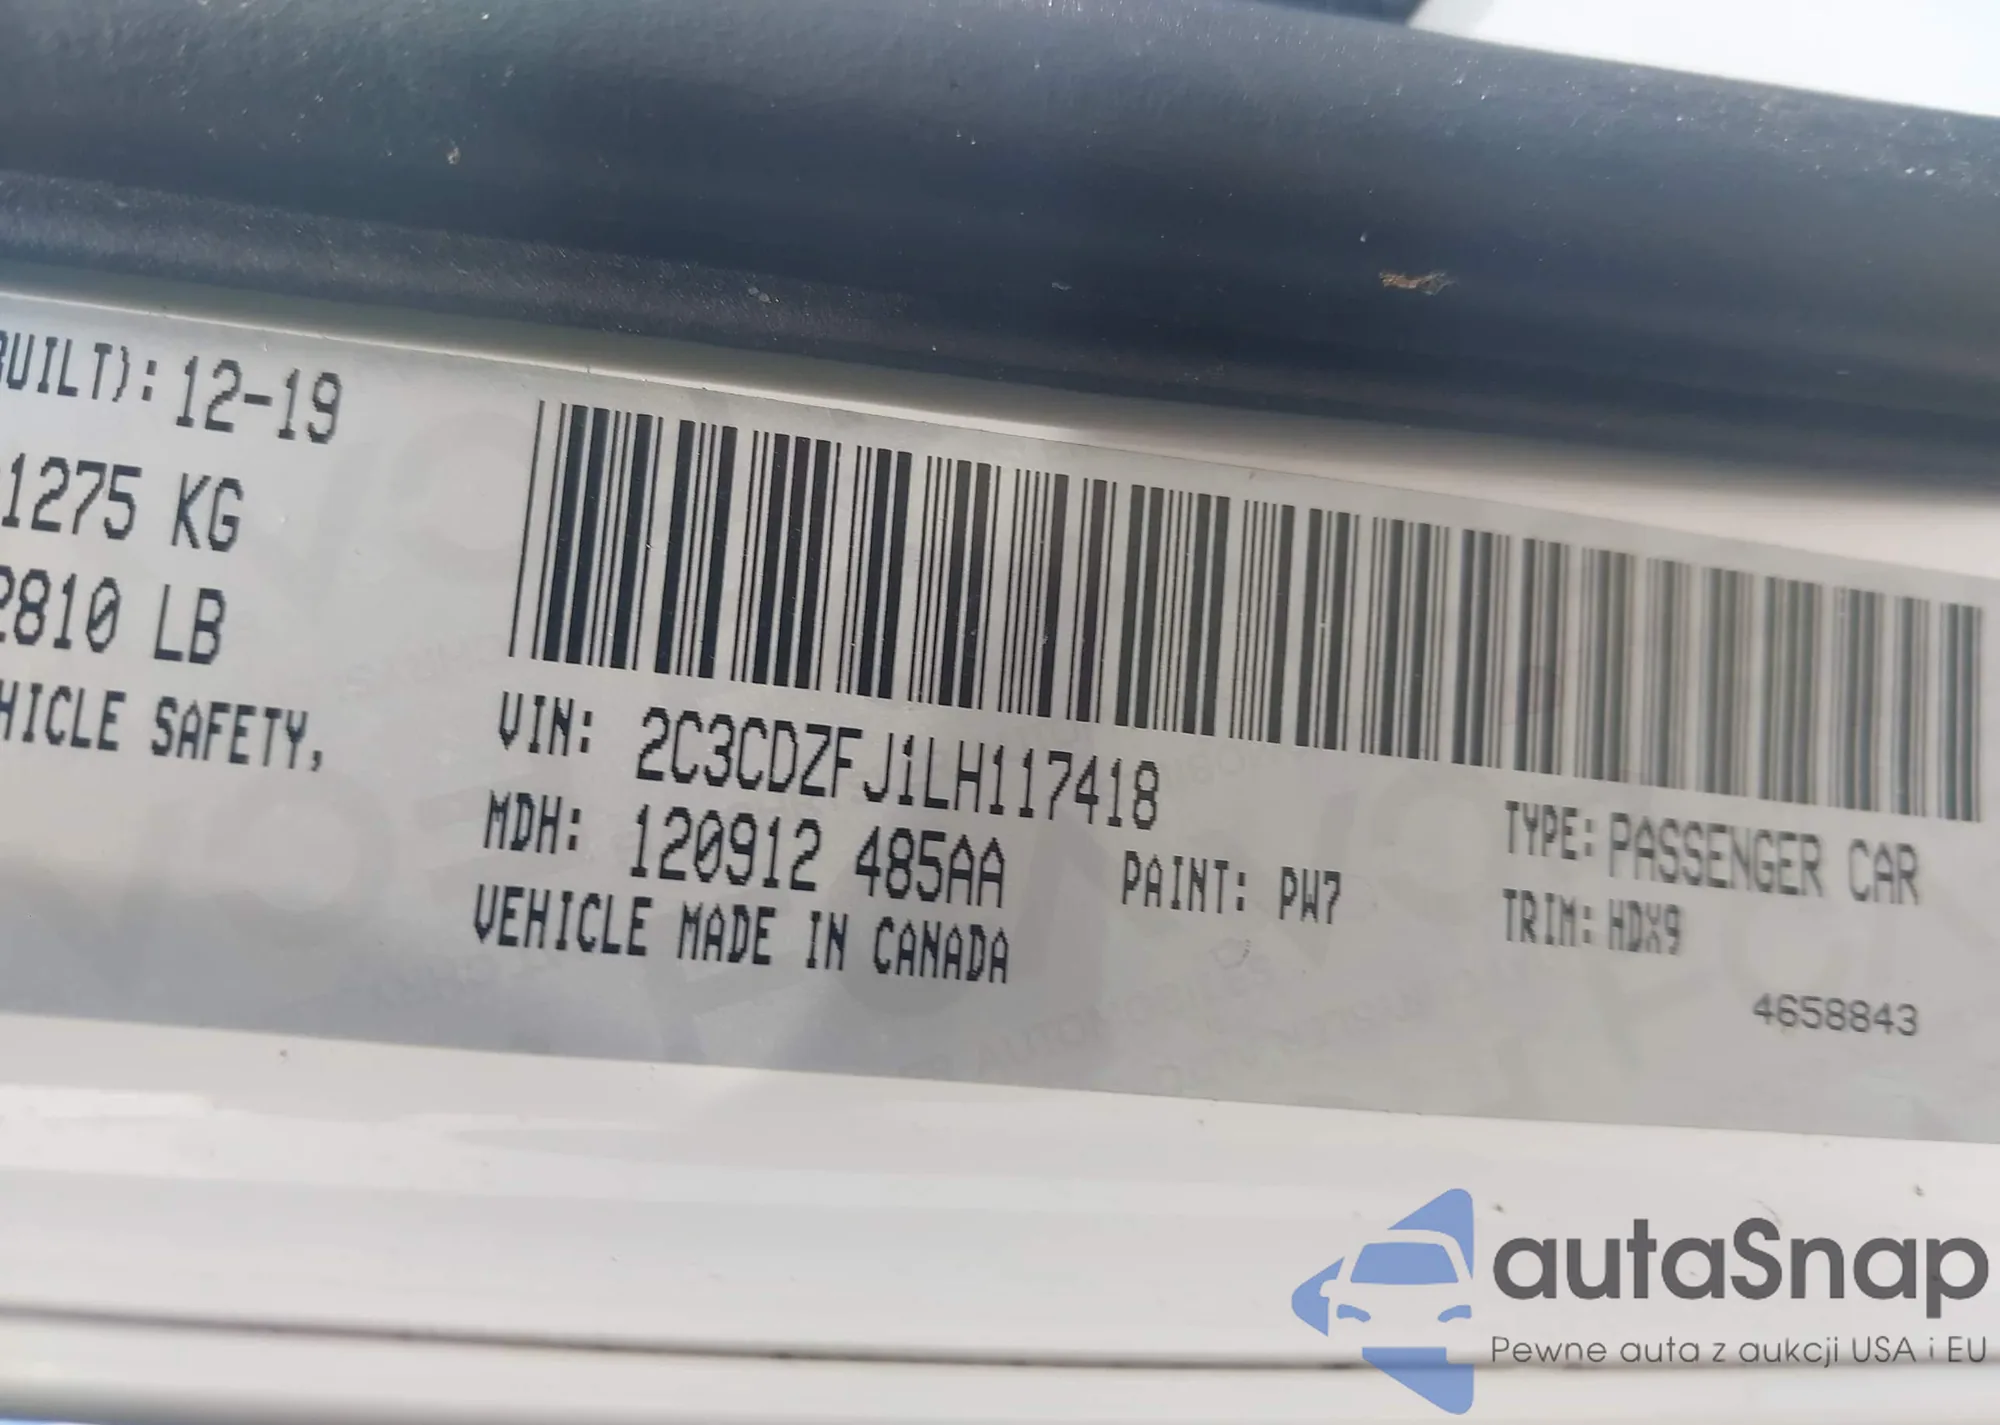 BUILT): 12-19
1275 KG
2810 LB
HICLE SAFETY,
VIN: 2C3CDZFJ1LH117418
MDH: 120912 485AA
PAINT: PW7
VEHICLE MADE IN CANADA
TYPE: PASSENGER CAR
TRIM: HDX9
4658843
autaSnap
Pewne auta z aukcji USA i EU